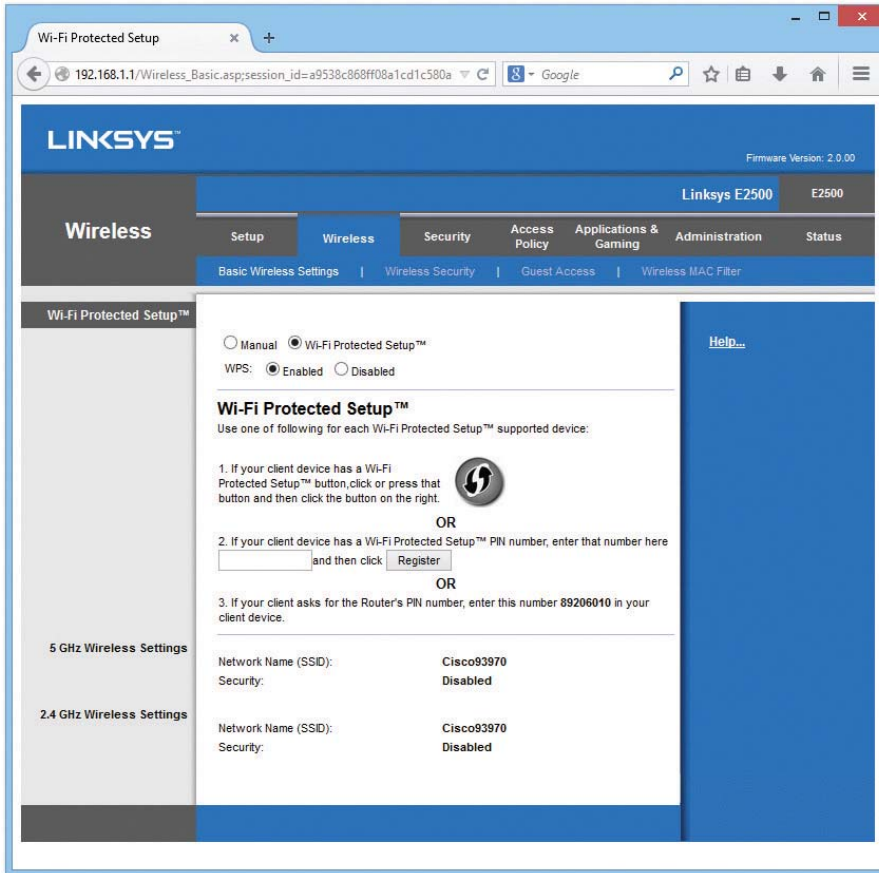 Wi-Fi Protected Setup
192.168.1.1/Wireless_Basic.asp;session_id=a9538c868ff08a1cd1c580a
8 Google
LINKSYS™
Firmware Version: 2.0.00
Linksys E2500 E2500
Wireless
Setup Wireless Security Access Policy Applications & Gaming Administration Status
Basic Wireless Settings | Wireless Security | Guest Access | Wireless MAC Filter
Wi-Fi Protected Setup™
Manual Wi-Fi Protected Setup™
Help...
WPS: Enabled Disabled
Wi-Fi Protected Setup™
Use one of following for each Wi-Fi Protected Setup™ supported device:
1. If your client device has a Wi-Fi
Protected Setup™ button,click or press that
button and then click the button on the right.
OR
2. If your client device has a Wi-Fi Protected Setup™ PIN number, enter that number here
and then click Register
OR
3. If your client asks for the Router's PIN number, enter this number 89206010 in your
client device.
5 GHz Wireless Settings
Network Name (SSID): Cisco93970
Security: Disabled
2.4 GHz Wireless Settings
Network Name (SSID): Cisco93970
Security: Disabled